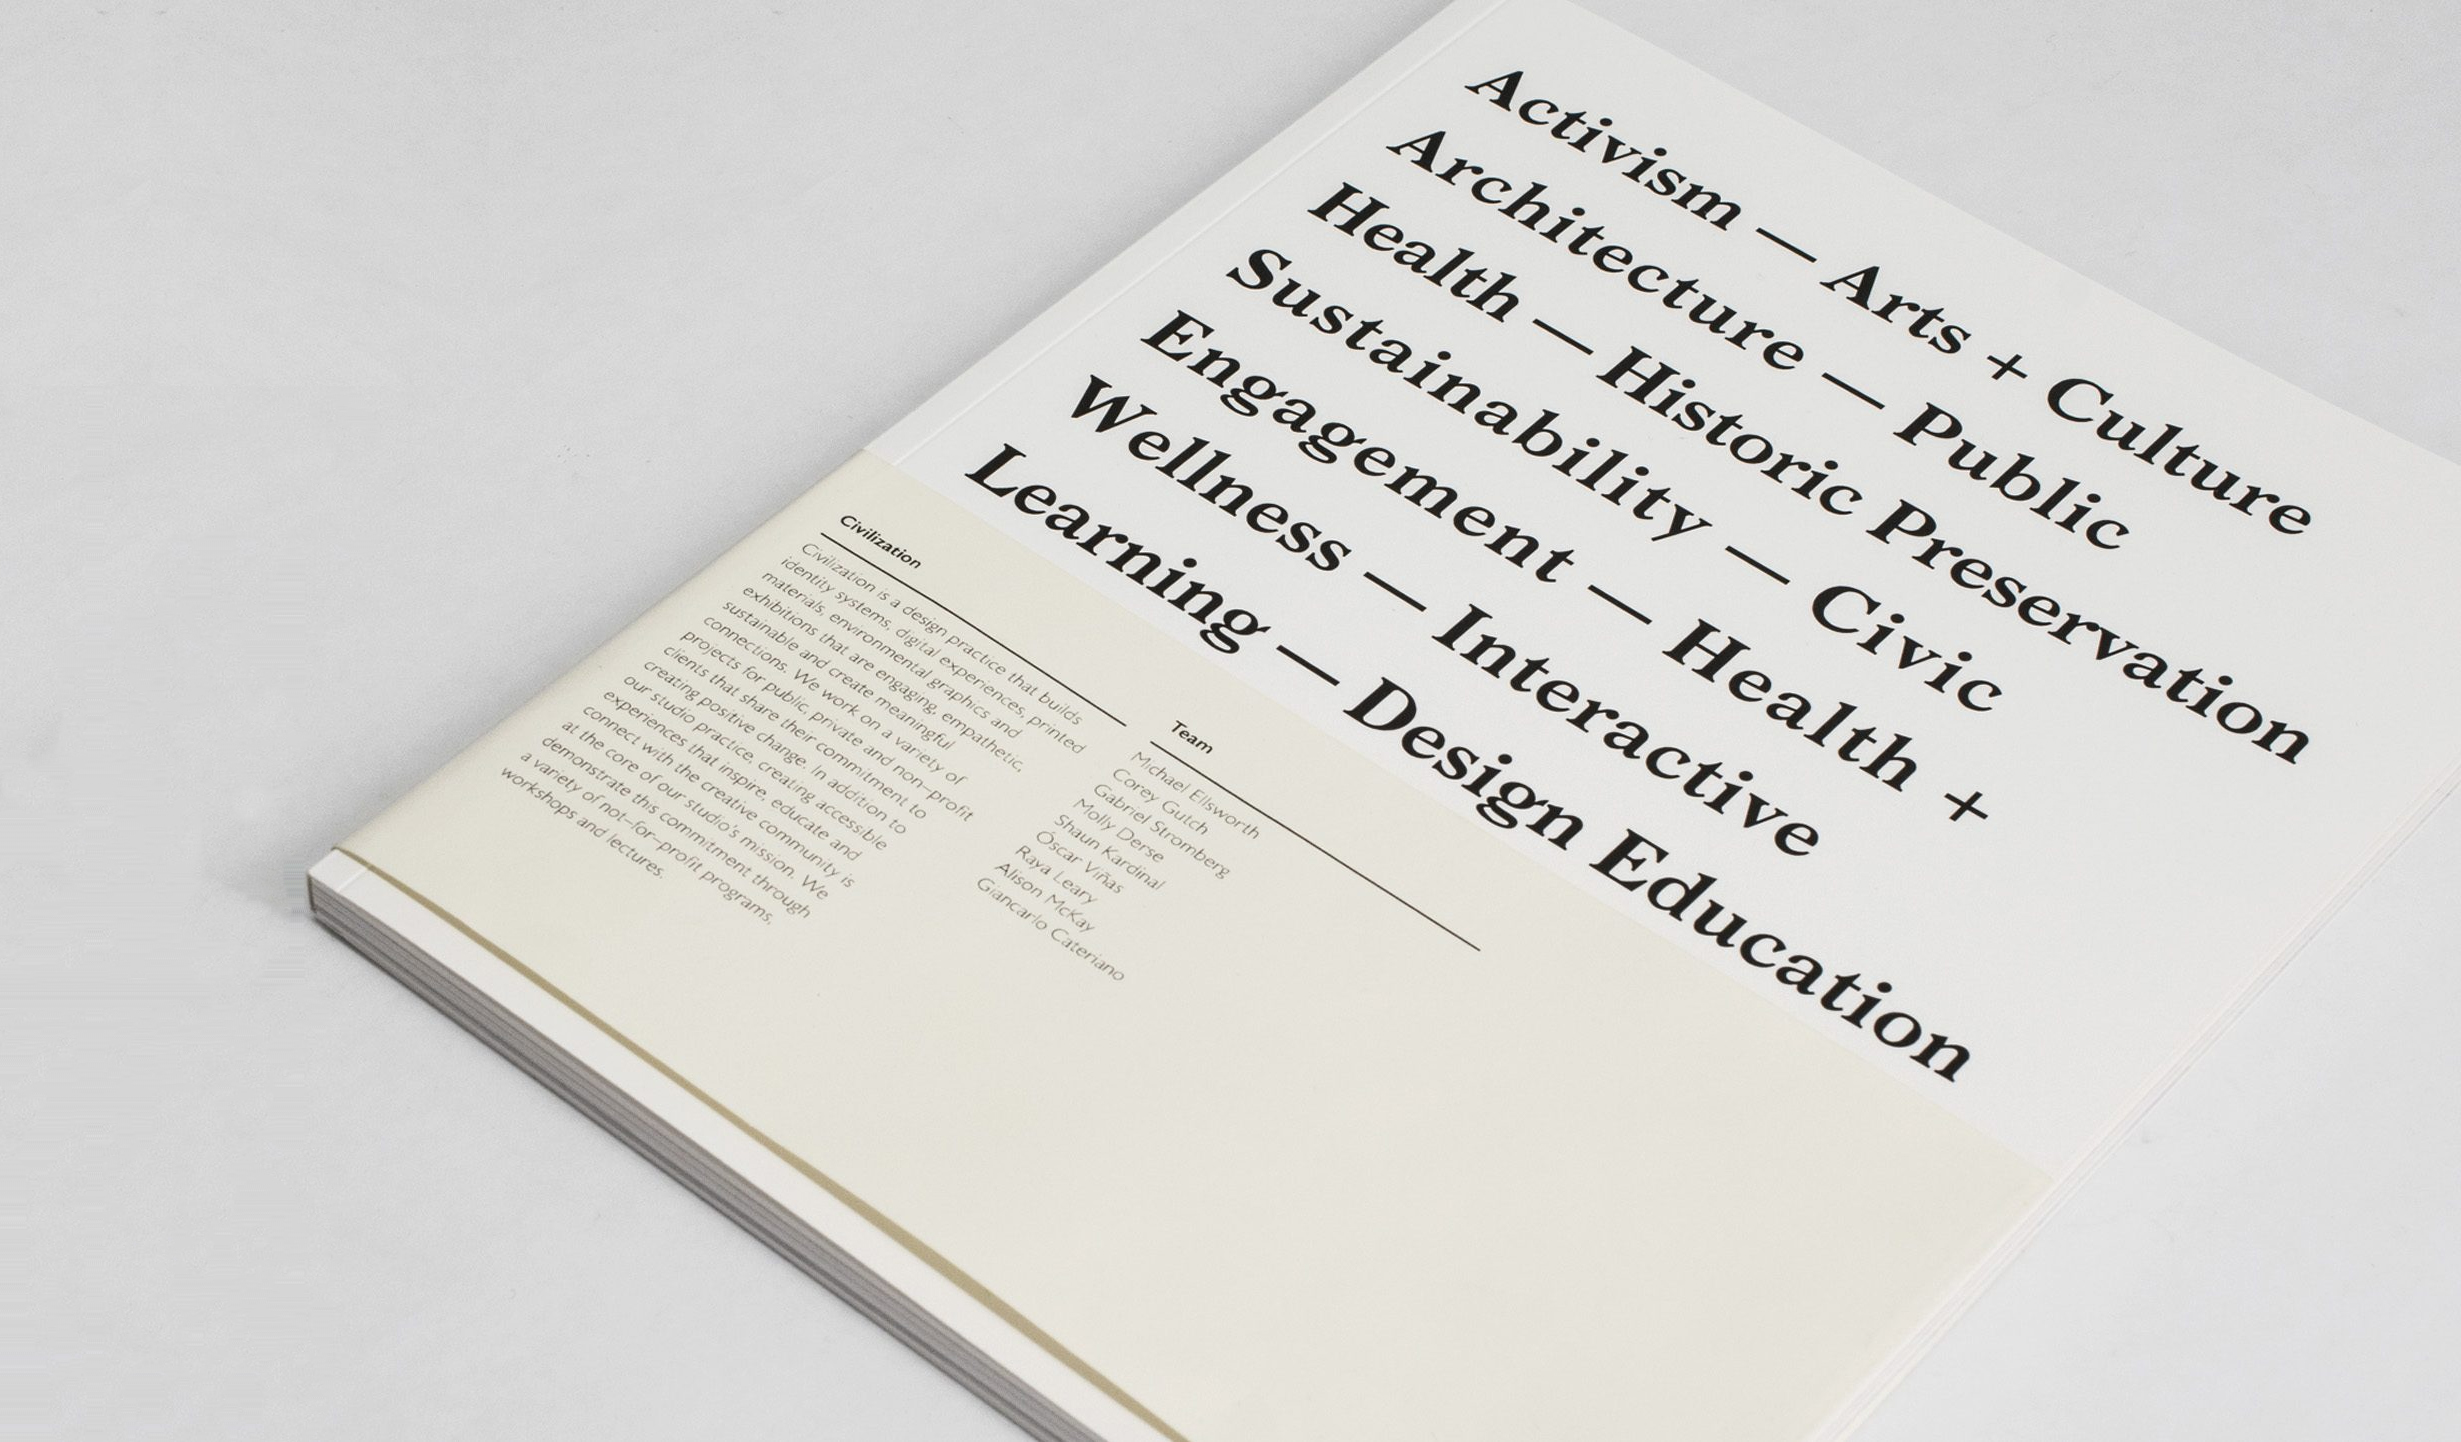 Activism — Arts + Culture
Architecture — Public
Health — Historic Preservation
Sustainability — Civic
Engagement — Health +
Wellness — Interactive
Learning — Design Education
Civilization
Civilization is a design practice that builds
identity systems, digital experiences, printed
materials, environmental graphics and
exhibitions that are engaging, empathetic,
sustainable and create meaningful
connections. We work on a variety of
projects for public, private and non–profit
clients that share their commitment to
creating positive change. In addition to
our studio practice, creating accessible
experiences that inspire, educate and
connect with the creative community is
at the core of our studio's mission. We
demonstrate this commitment through
a variety of not–for–profit programs,
workshops and lectures.
Team
Michael Ellsworth
Corey Gutch
Gabriel Stromberg
Molly Derse
Shaun Kardinal
Óscar Viñas
Raya Leary
Alison McKay
Giancarlo Cateriano